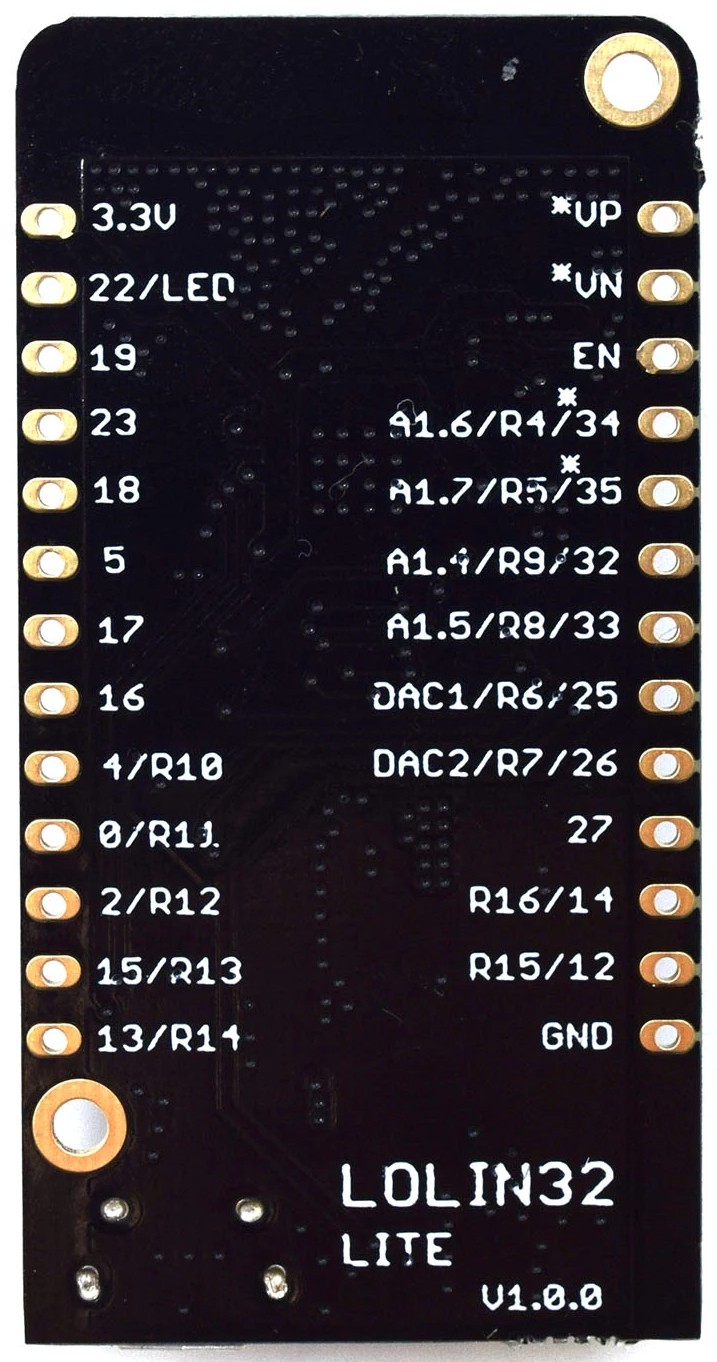 3.3V *VP
22/LED *VN
19 EN
23 A1.6/R4/*34
18 A1.7/R5/*35
5 A1.4/R9/32
17 A1.5/R8/33
16 DAC1/R6/25
4/R10 DAC2/R7/26
0/R11 27
2/R12 R16/14
15/R13 R15/12
13/R14 GND
LOLIN32
LITE
V1.0.0